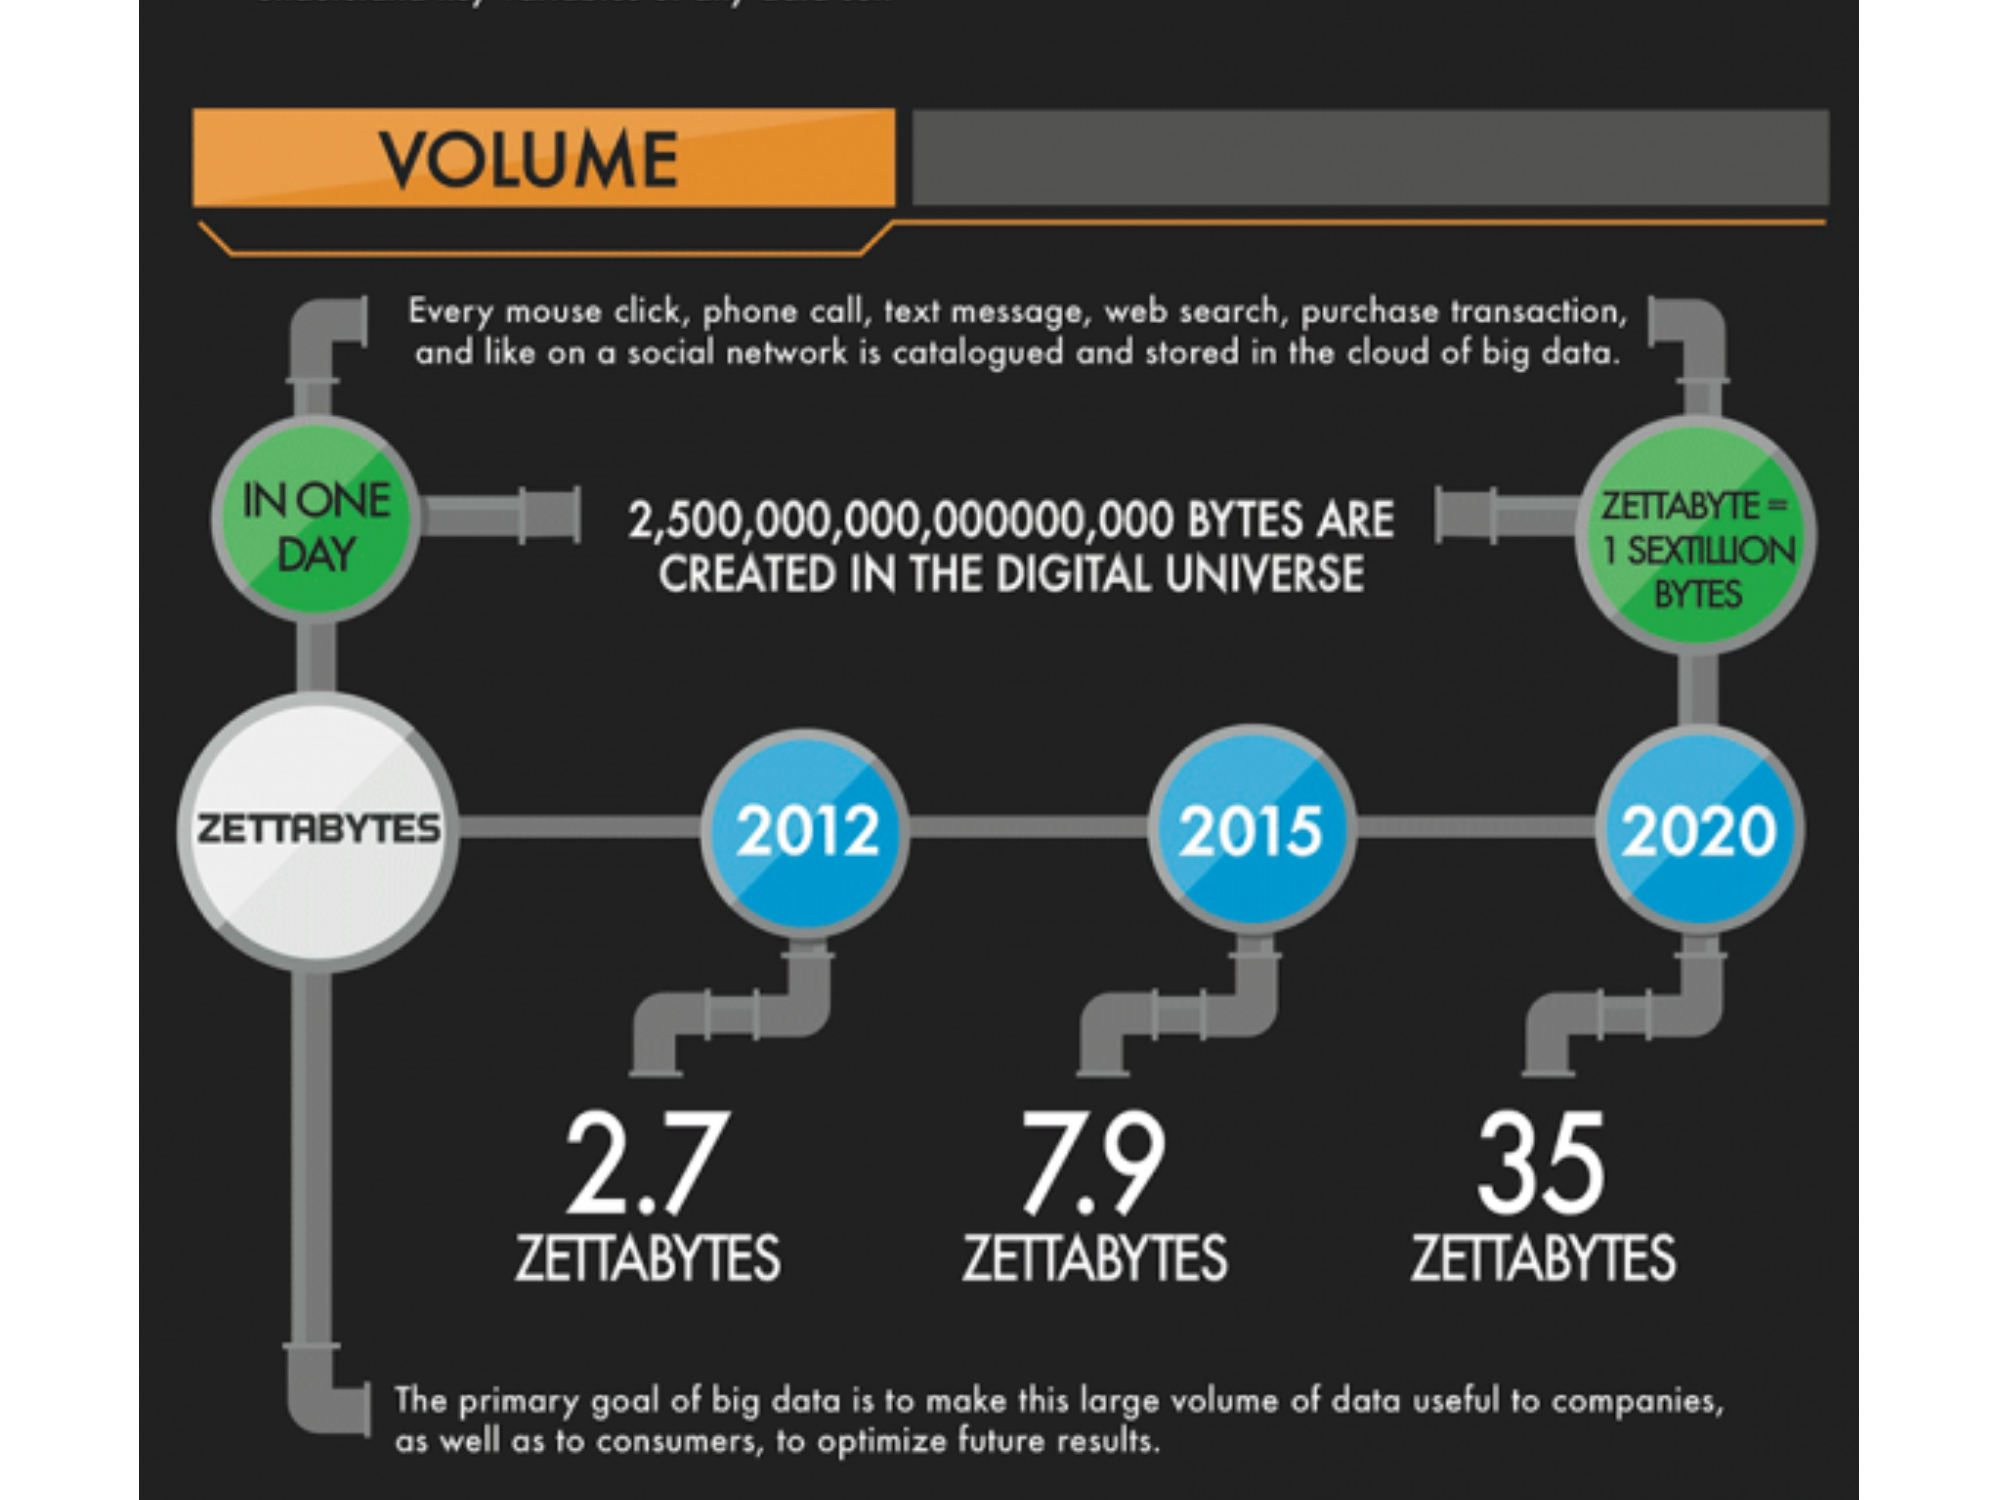 VOLUME
Every mouse click, phone call, text message, web search, purchase transaction,
and like on a social network is catalogued and stored in the cloud of big data.
IN ONE
DAY
2,500,000,000,000000,000 BYTES ARE
CREATED IN THE DIGITAL UNIVERSE
ZETTABYTE =
1 SEXTILLION
BYTES
ZETTABYTES
2012
2015
2020
2.7
ZETTABYTES
7.9
ZETTABYTES
35
ZETTABYTES
The primary goal of big data is to make this large volume of data useful to companies,
as well as to consumers, to optimize future results.